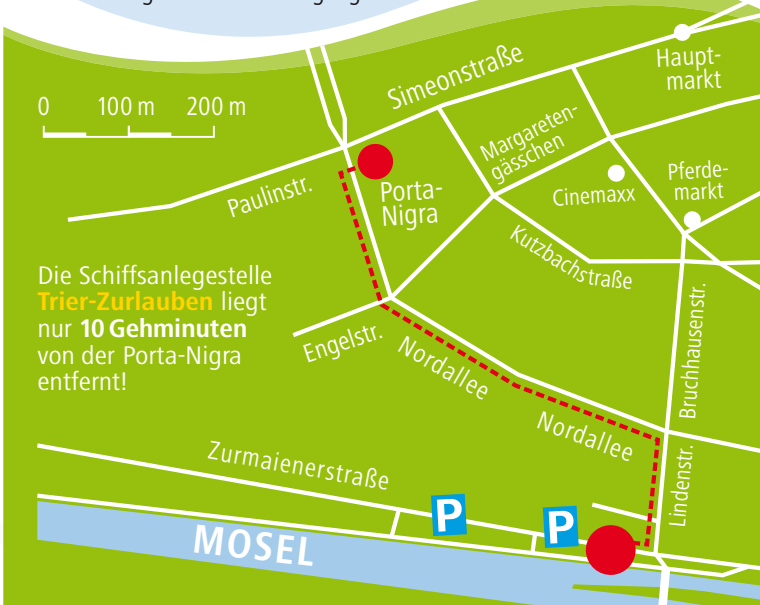 0 100 m 200 m
Simeonstraße
Haupt-
markt
Margareten-
gässchen
Pferde-
markt
Cinemaxx
Paulinstr.
Porta-
Nigra
Kutzbachstraße
Die Schiffsanlegestelle
Trier-Zurlauben liegt
nur 10 Gehminuten
von der Porta-Nigra
entfernt!
Engelstr.
Nordallee
Nordallee
Bruchhausenstr.
Lindenstr.
Zurmaienerstraße
P
P
MOSEL